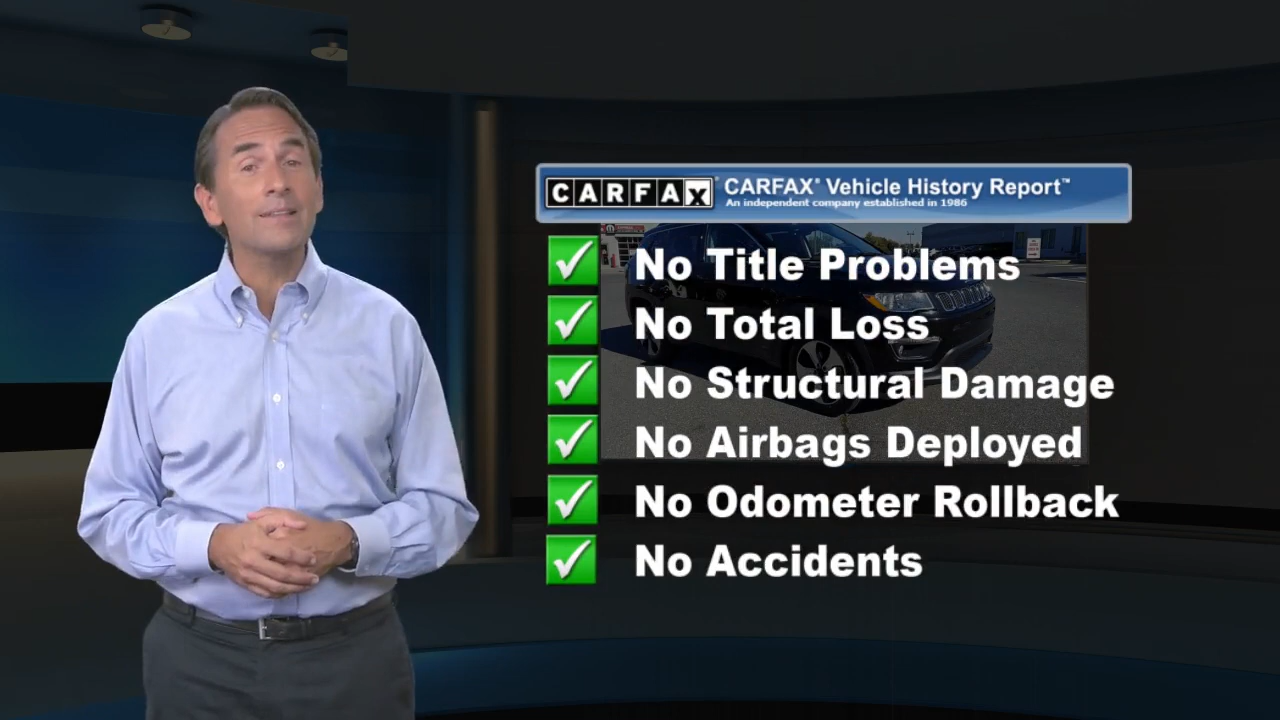 CARFAX® CARFAX® Vehicle History Report™
An independent company established in 1986
No Title Problems
No Total Loss
No Structural Damage
No Airbags Deployed
No Odometer Rollback
No Accidents